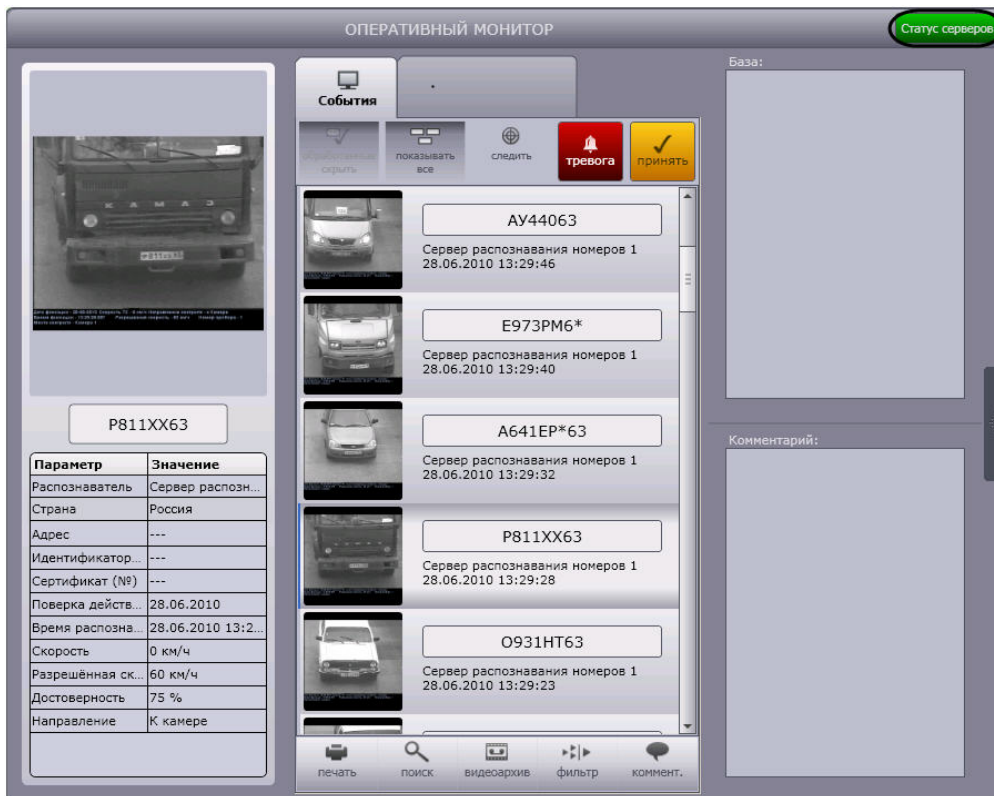 ОПЕРАТИВНЫЙ МОНИТОР
Статус серверов
КАМАЗ
Р811ХХ63
Параметр Значение
Распознаватель Сервер распозн...
Страна Россия
Адрес ---
Идентификатор... ---
Сертификат (№) ---
Поверка действ... 28.06.2010
Время распозна... 28.06.2010 13:2...
Скорость 0 км/ч
Разрешённая ск... 60 км/ч
Достоверность 75 %
Направление К камере
События
обработанные
скрыть
показывать
все
следить
тревога
принять
АУ44063
Сервер распознавания номеров 1
28.06.2010 13:29:46
Е973РМ6*
Сервер распознавания номеров 1
28.06.2010 13:29:40
А641ЕР*63
Сервер распознавания номеров 1
28.06.2010 13:29:32
Р811ХХ63
Сервер распознавания номеров 1
28.06.2010 13:29:28
О931НТ63
Сервер распознавания номеров 1
28.06.2010 13:29:23
печать
поиск
видеоархив
фильтр
коммент.
База:
Комментарий: